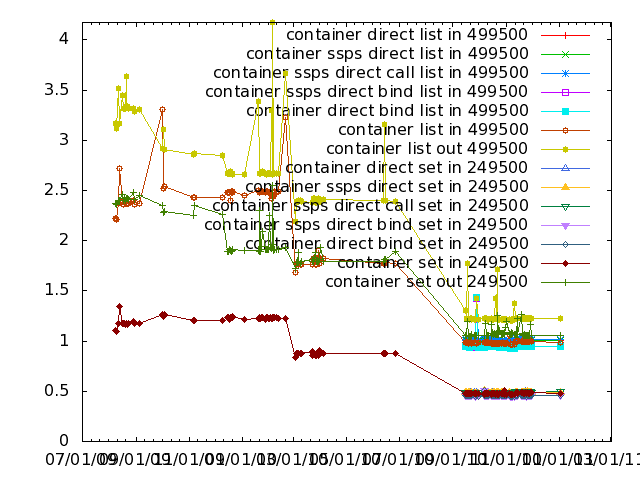 container direct list in 499500
container ssps direct list in 499500
container ssps direct call list in 499500
container ssps direct bind list in 499500
container direct bind list in 499500
container list in 499500
container list out 499500
container direct set in 249500
container ssps direct set in 249500
container ssps direct call set in 249500
container ssps direct bind set in 249500
container direct bind set in 249500
container set in 249500
container set out 249500
4
3.5
3
2.5
2
1.5
1
0.5
0
07/01/09 09/01/09 11/01/09 01/01/10 03/01/10 05/01/10 07/01/10 09/01/10 11/01/10 01/01/11 03/01/11